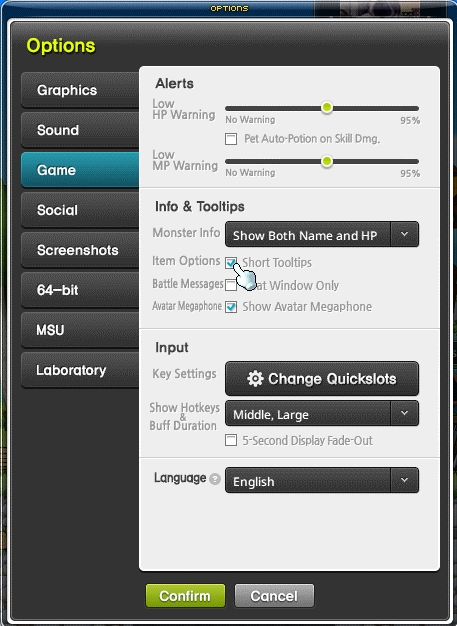 OPTIONS
Options
Graphics
Sound
Game
Social
Screenshots
64-bit
MSU
Laboratory
Alerts
Low
HP Warning
No Warning
95%
Pet Auto-Potion on Skill Dmg.
Low
MP Warning
No Warning
95%
Info & Tooltips
Monster Info
Show Both Name and HP
Item Options
Short Tooltips
Battle Messages
Window Only
Avatar Megaphone
Show Avatar Megaphone
Input
Key Settings
Change Quickslots
Show Hotkeys
&
Buff Duration
Middle, Large
5-Second Display Fade-Out
Language
?
English
Confirm
Cancel